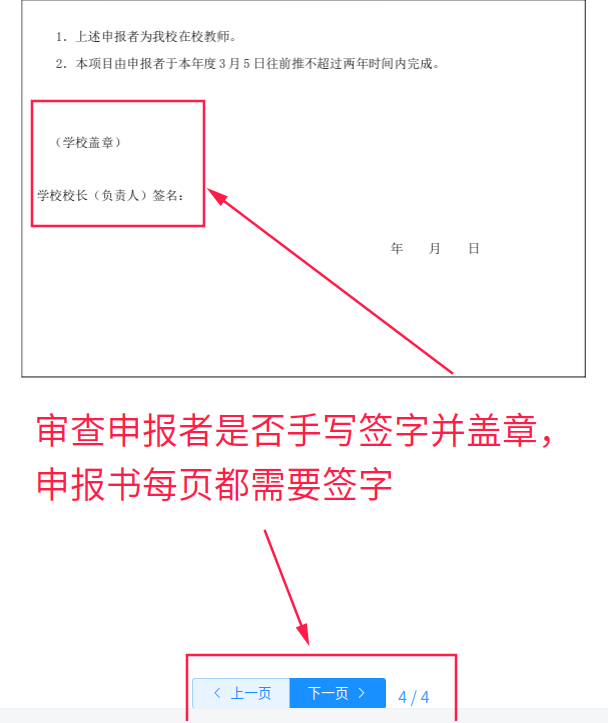 1. 上述申报者为我校在校教师。
2. 本项目由申报者于本年度3月5日往前推不超过两年时间内完成。
（学校盖章）
学校校长（负责人）签名：
年 月 日
审查申报者是否手写签字并盖章，
申报书每页都需要签字
< 上一页 下一页 > 4 / 4